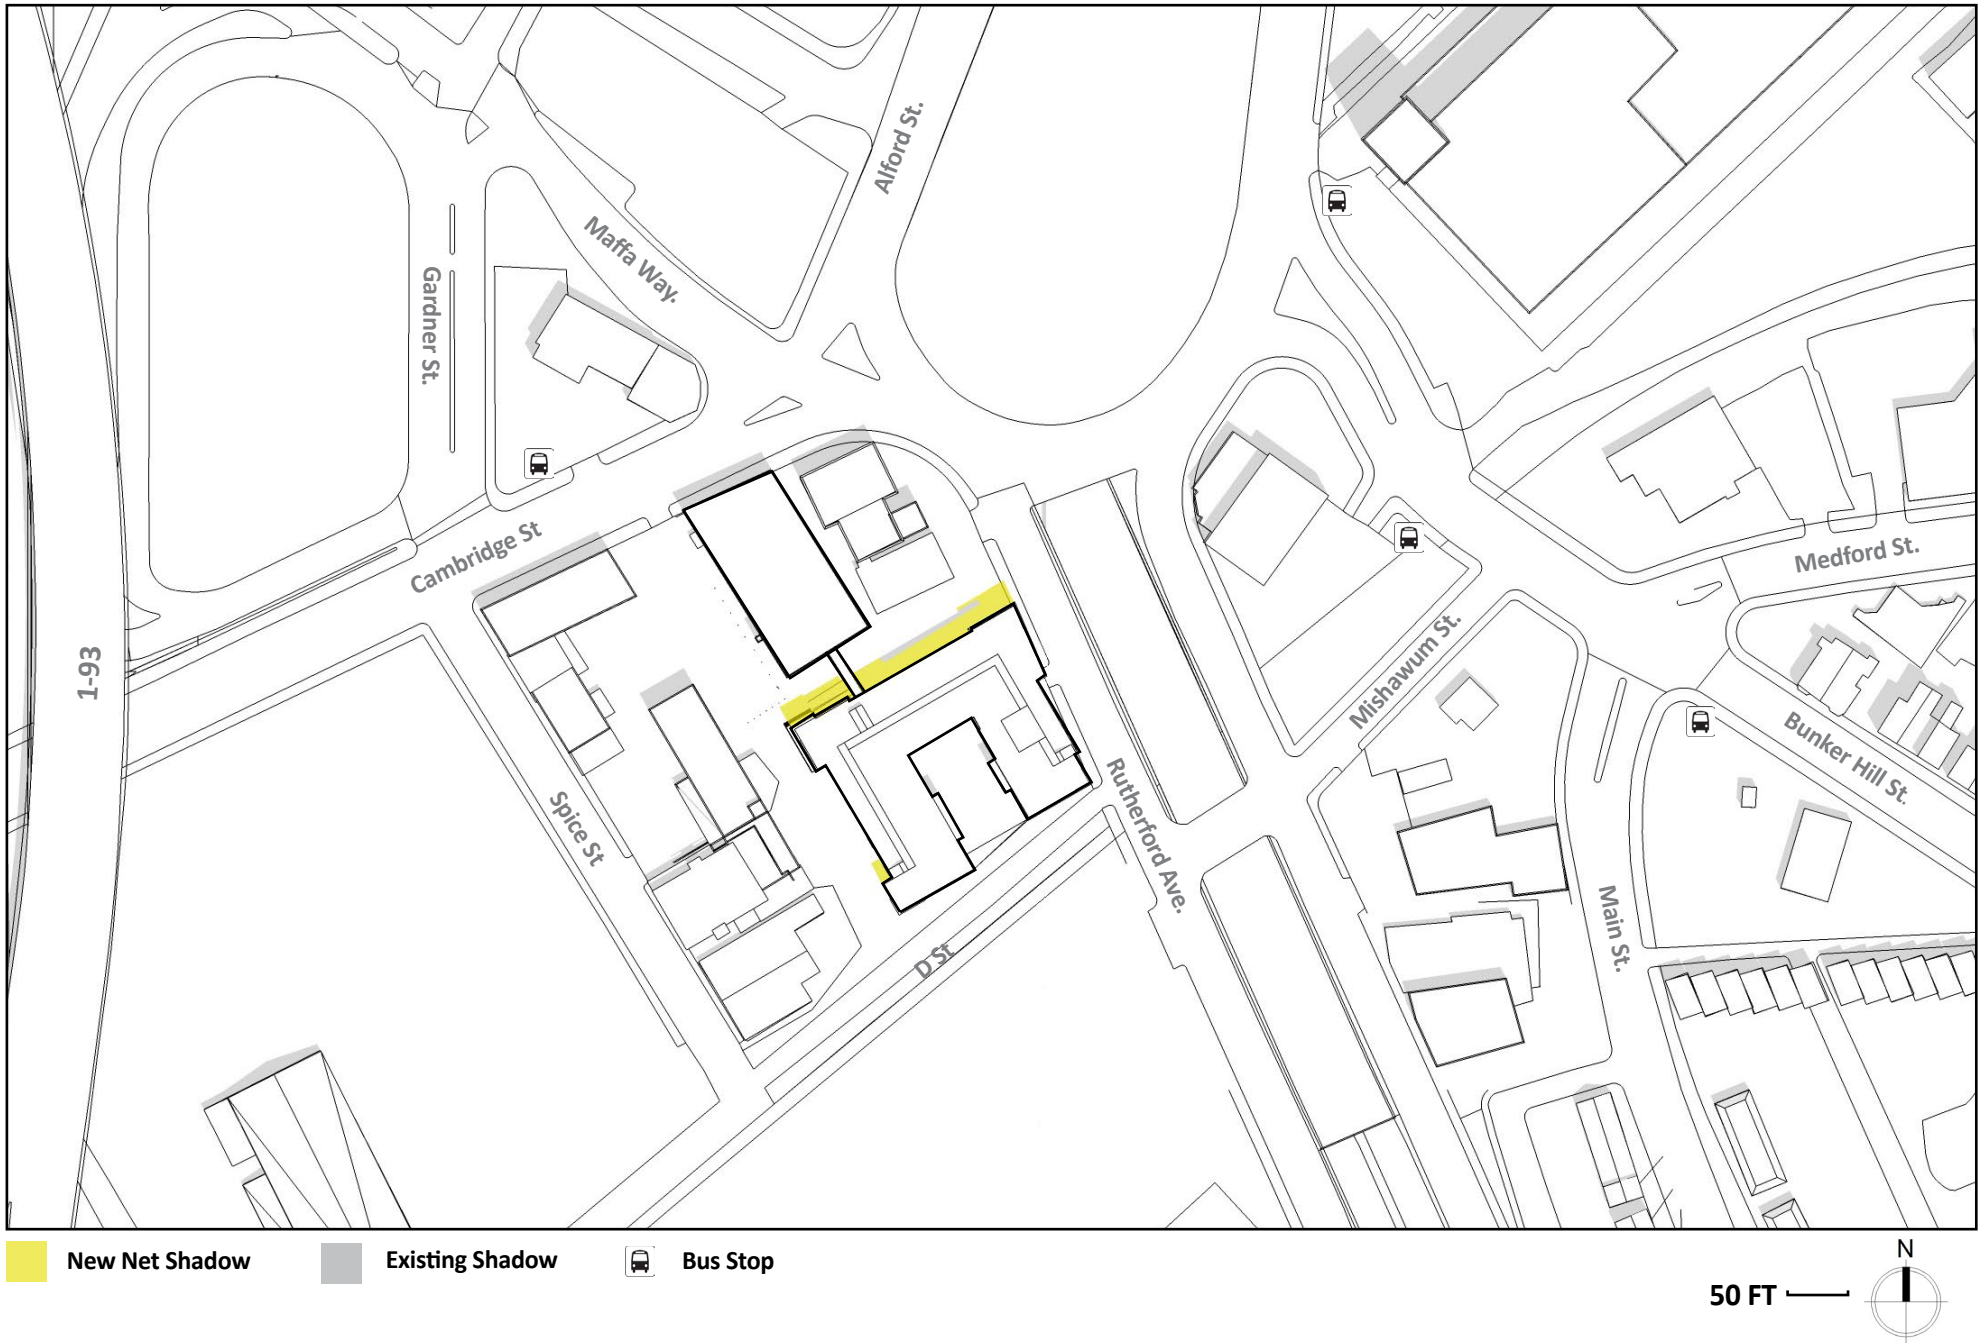 Alford St.
Maffa Way.
Gardner St.
Cambridge St
Medford St.
1-93
Mishawum St.
Bunker Hill St.
Spice St
Rutherford Ave.
Main St.
D St
New Net Shadow
Existing Shadow
Bus Stop
N
50 FT